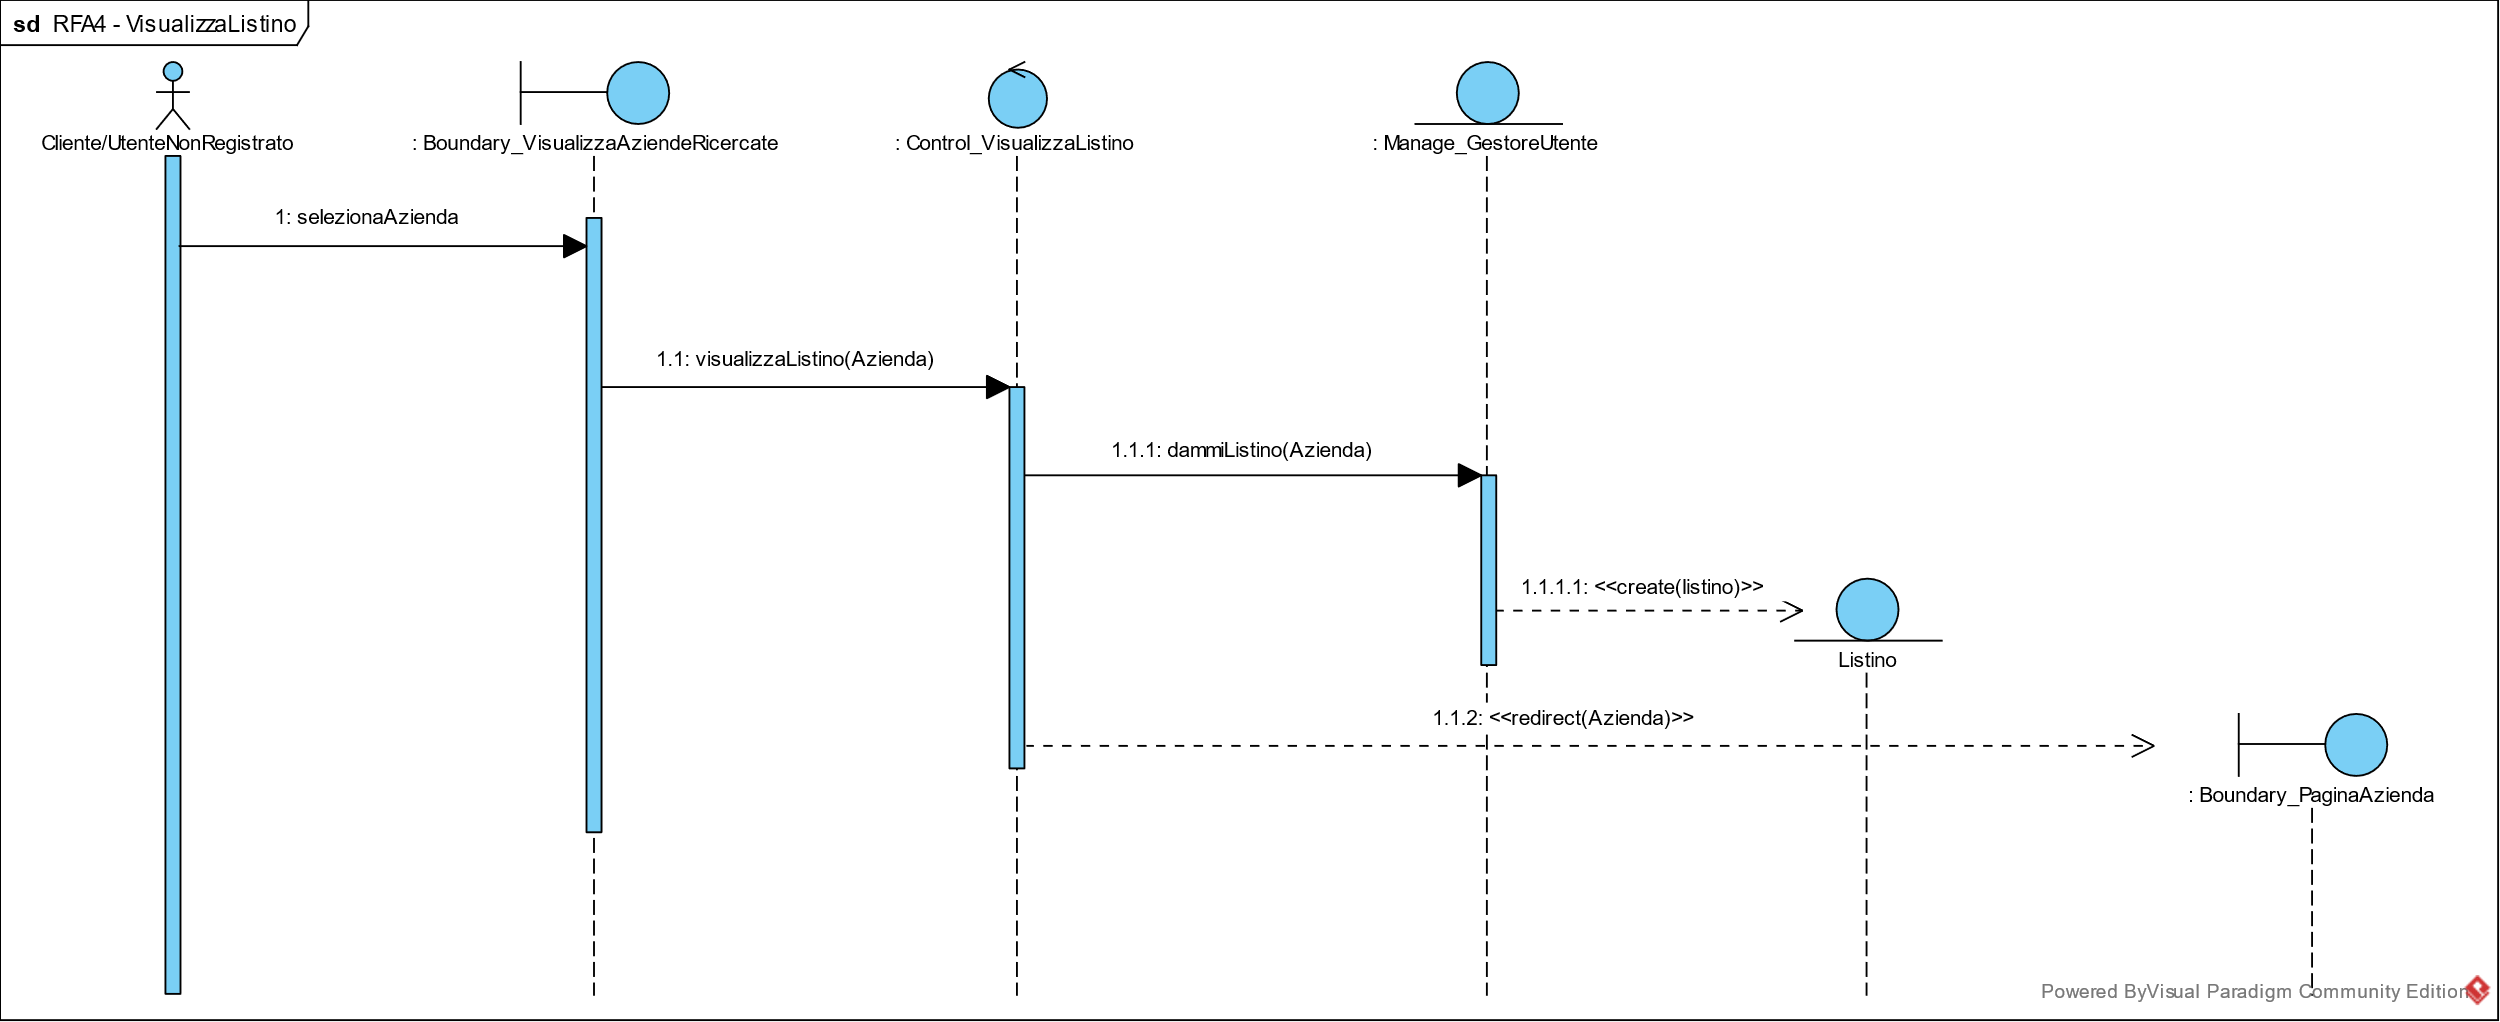 sd RFA4 - VisualizzaListino
Cliente/UtenteNonRegistrato
: Boundary_VisualizzaAziendeRicercate
: Control_VisualizzaListino
: Manage_GestoreUtente
1: selezionaAzienda
1.1: visualizzaListino(Azienda)
1.1.1: dammiListino(Azienda)
1.1.1.1: <<create(listino)>>
Listino
1.1.2: <<redirect(Azienda)>>
: Boundary_PaginaAzienda
Powered ByVisual Paradigm Community Edition